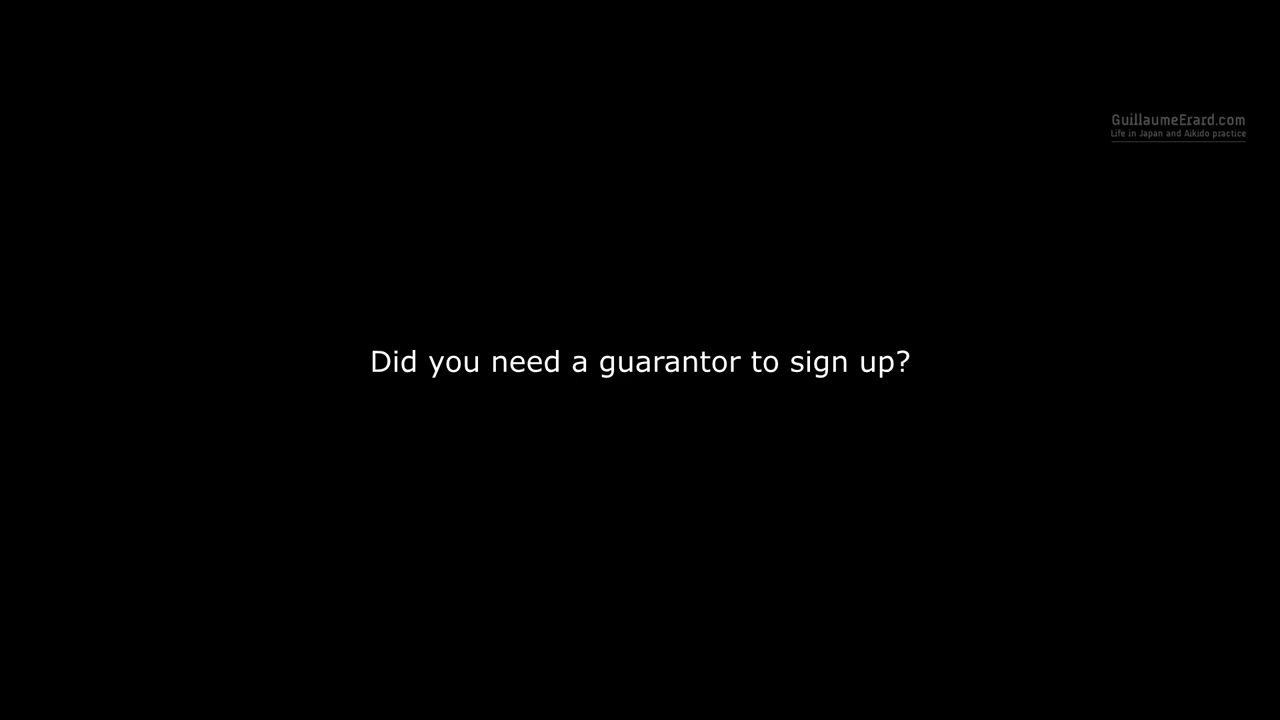 GuillaumeErard.com
Life in Japan and Aikido practice
Did you need a guarantor to sign up?